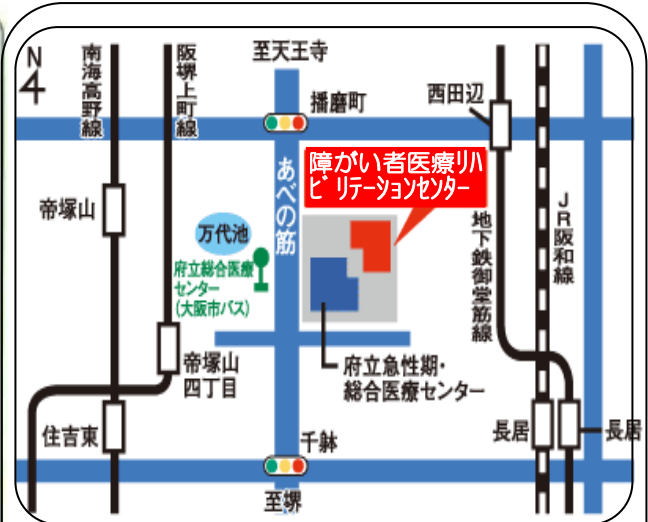 N
南海高野線
阪堺上町線
至天王寺
播磨町
西田辺
障がい者医療リハ
ビリテーションセンター
あべの筋
帝塚山
万代池
府立総合医療
センター
(大阪市バス)
地下鉄御堂筋線
JR阪和線
帝塚山
四丁目
府立急性期・
総合医療センター
住吉東
千躰
長居
長居
至堺